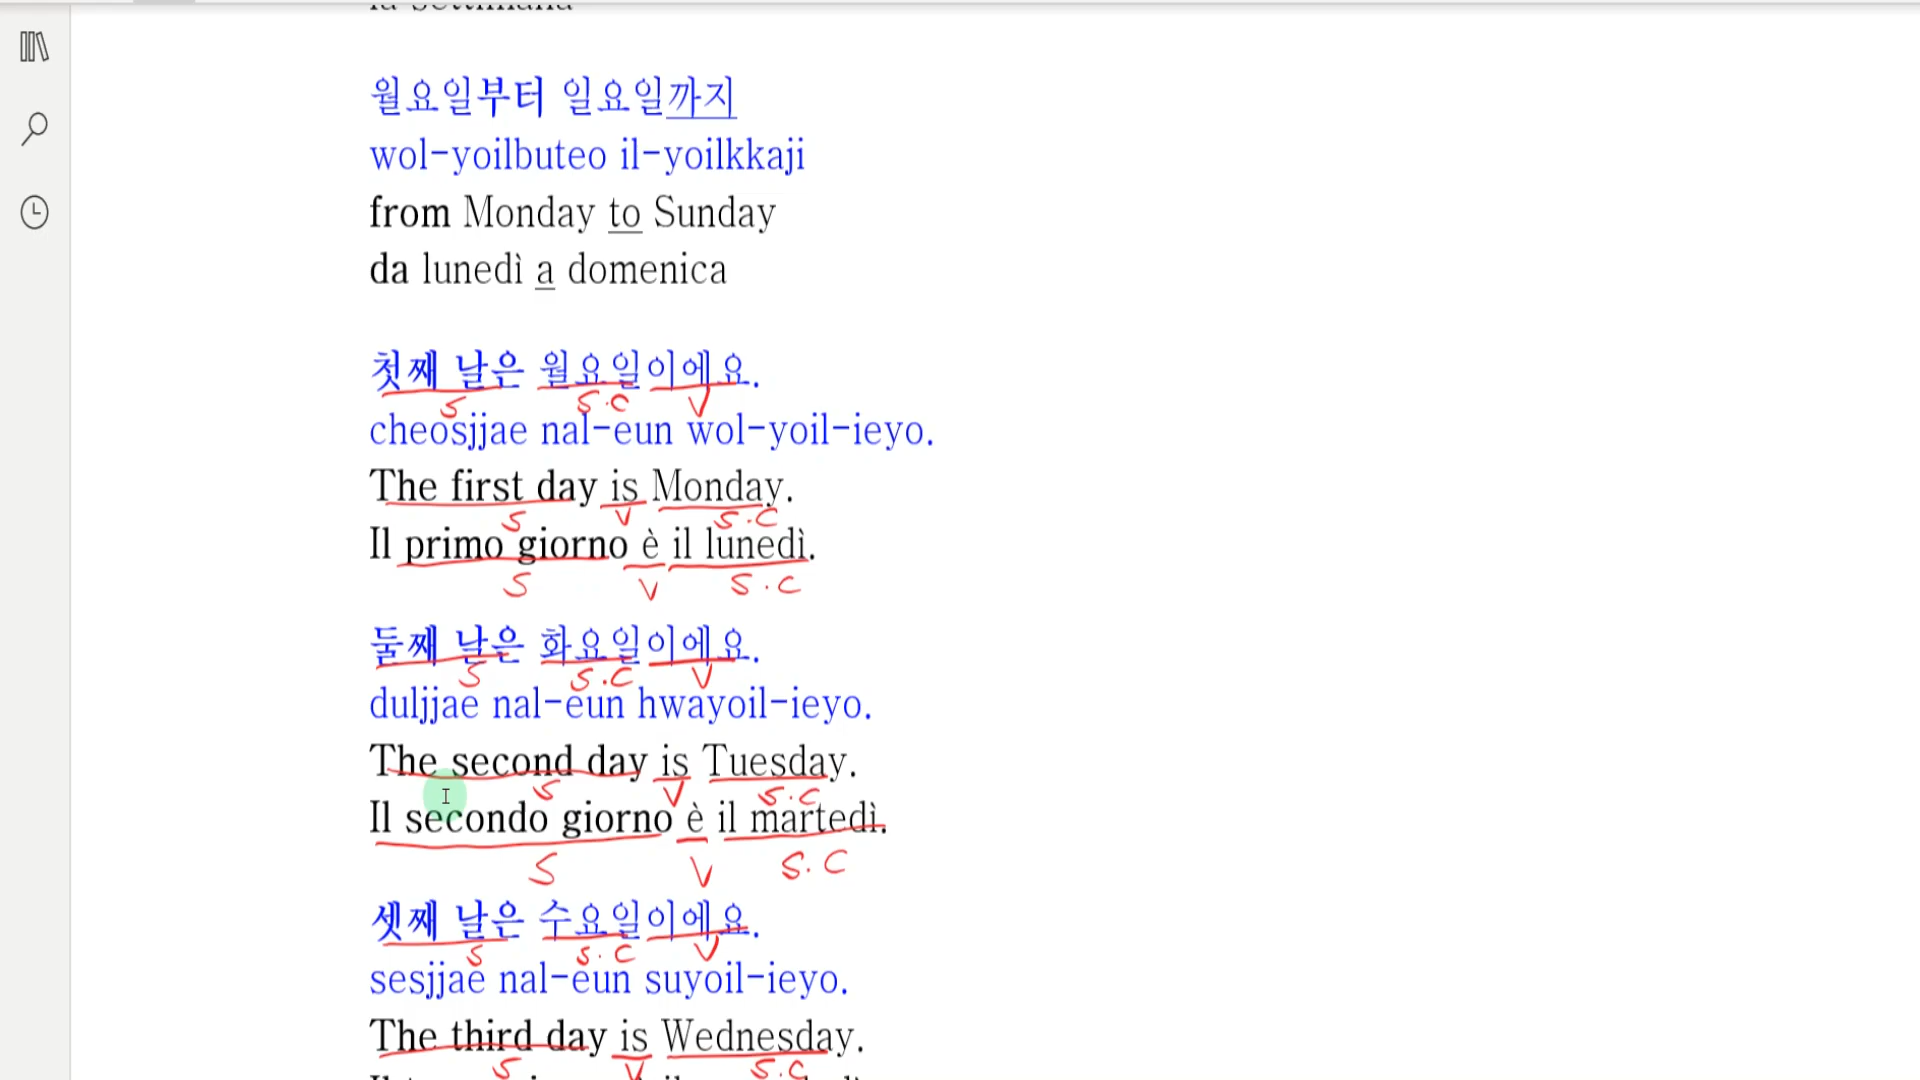 la settimana
월요일부터 일요일까지
wol-yoilbuteo il-yoilkkaji
from Monday to Sunday
da lunedì a domenica
첫째 날은 월요일이에요.
S S.C V
cheosjjae nal-eun wol-yoil-ieyo.
The first day is Monday.
S V S.C
Il primo giorno è il lunedì.
S V S.C
둘째 날은 화요일이에요.
S S.C V
duljjae nal-eun hwayoil-ieyo.
The second day is Tuesday.
S V S.C
Il secondo giorno è il martedì.
S V S.C
셋째 날은 수요일이에요.
S S.C V
sesjjae nal-eun suyoil-ieyo.
The third day is Wednesday.
S V S.C